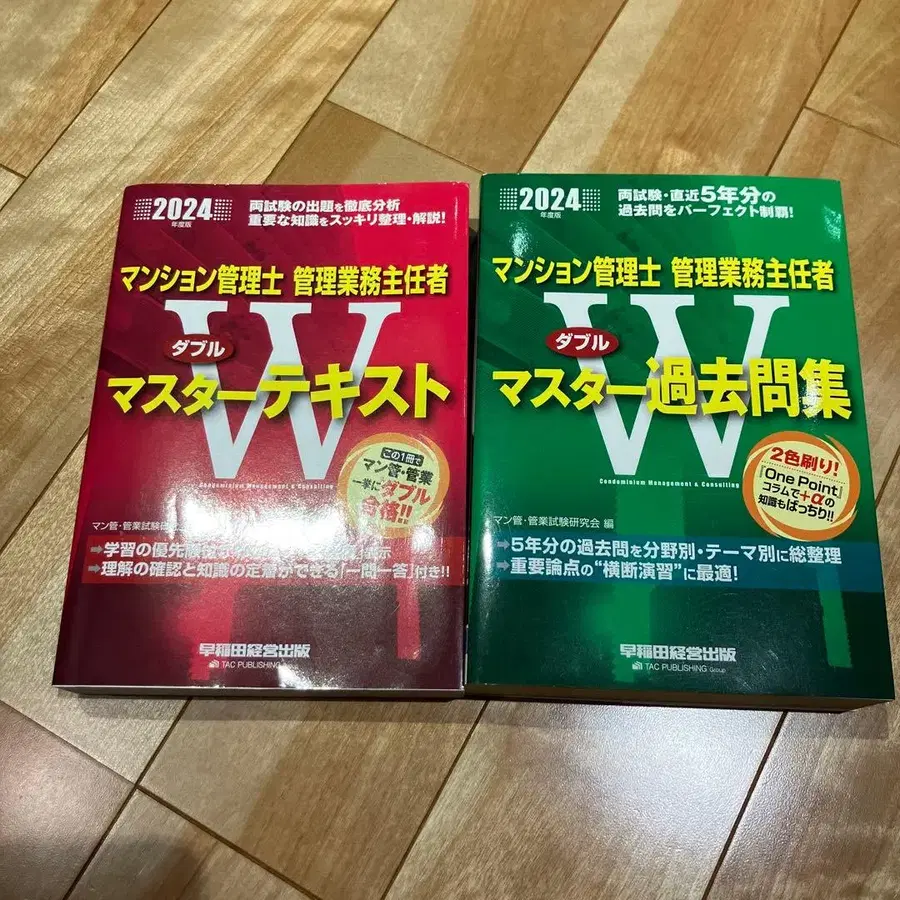 2024
年度版
両試験の出題を徹底分析
重要な知識をスッキリ整理・解説!
マンション管理士 管理業務主任者
W
ダブル
マスターテキスト
Condominium Management & Consulting
この1冊で
マン管・管業
一挙にダブル
合格!!
マン管・管業試験研
➡学習の優先順位
示
➡理解の確認と知識の定着ができる「一問一答」付き!!
早稲田経営出版
TAC PUBLISHING
2024
年度版
両試験・直近5年分の
過去問をパーフェクト制覇!
マンション管理士 管理業務主任者
W
ダブル
マスター過去問集
Condominium Management & Consulting
2色刷り!
『One Point』
コラムで+αの
知識もばっちり!!
マン管・管業試験研究会 編
➡5年分の過去問を分野別・テーマ別に総整理
➡重要論点の“横断演習”に最適!
早稲田経営出版
TAC PUBLISHING Group